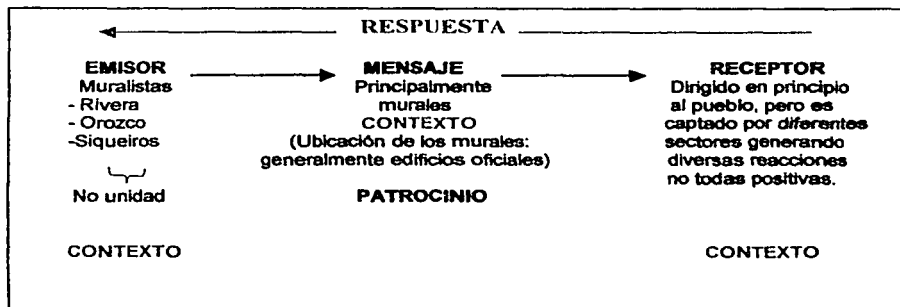 RESPUESTA
EMISOR
Muralistas
- Rivera
- Orozco
-Siqueiros
No unidad
CONTEXTO
MENSAJE
Principalmente
murales
CONTEXTO
(Ubicación de los murales:
generalmente edificios oficiales)
PATROCINIO
RECEPTOR
Dirigido en principio
al pueblo, pero es
captado por diferentes
sectores generando
diversas reacciones
no todas positivas.
CONTEXTO